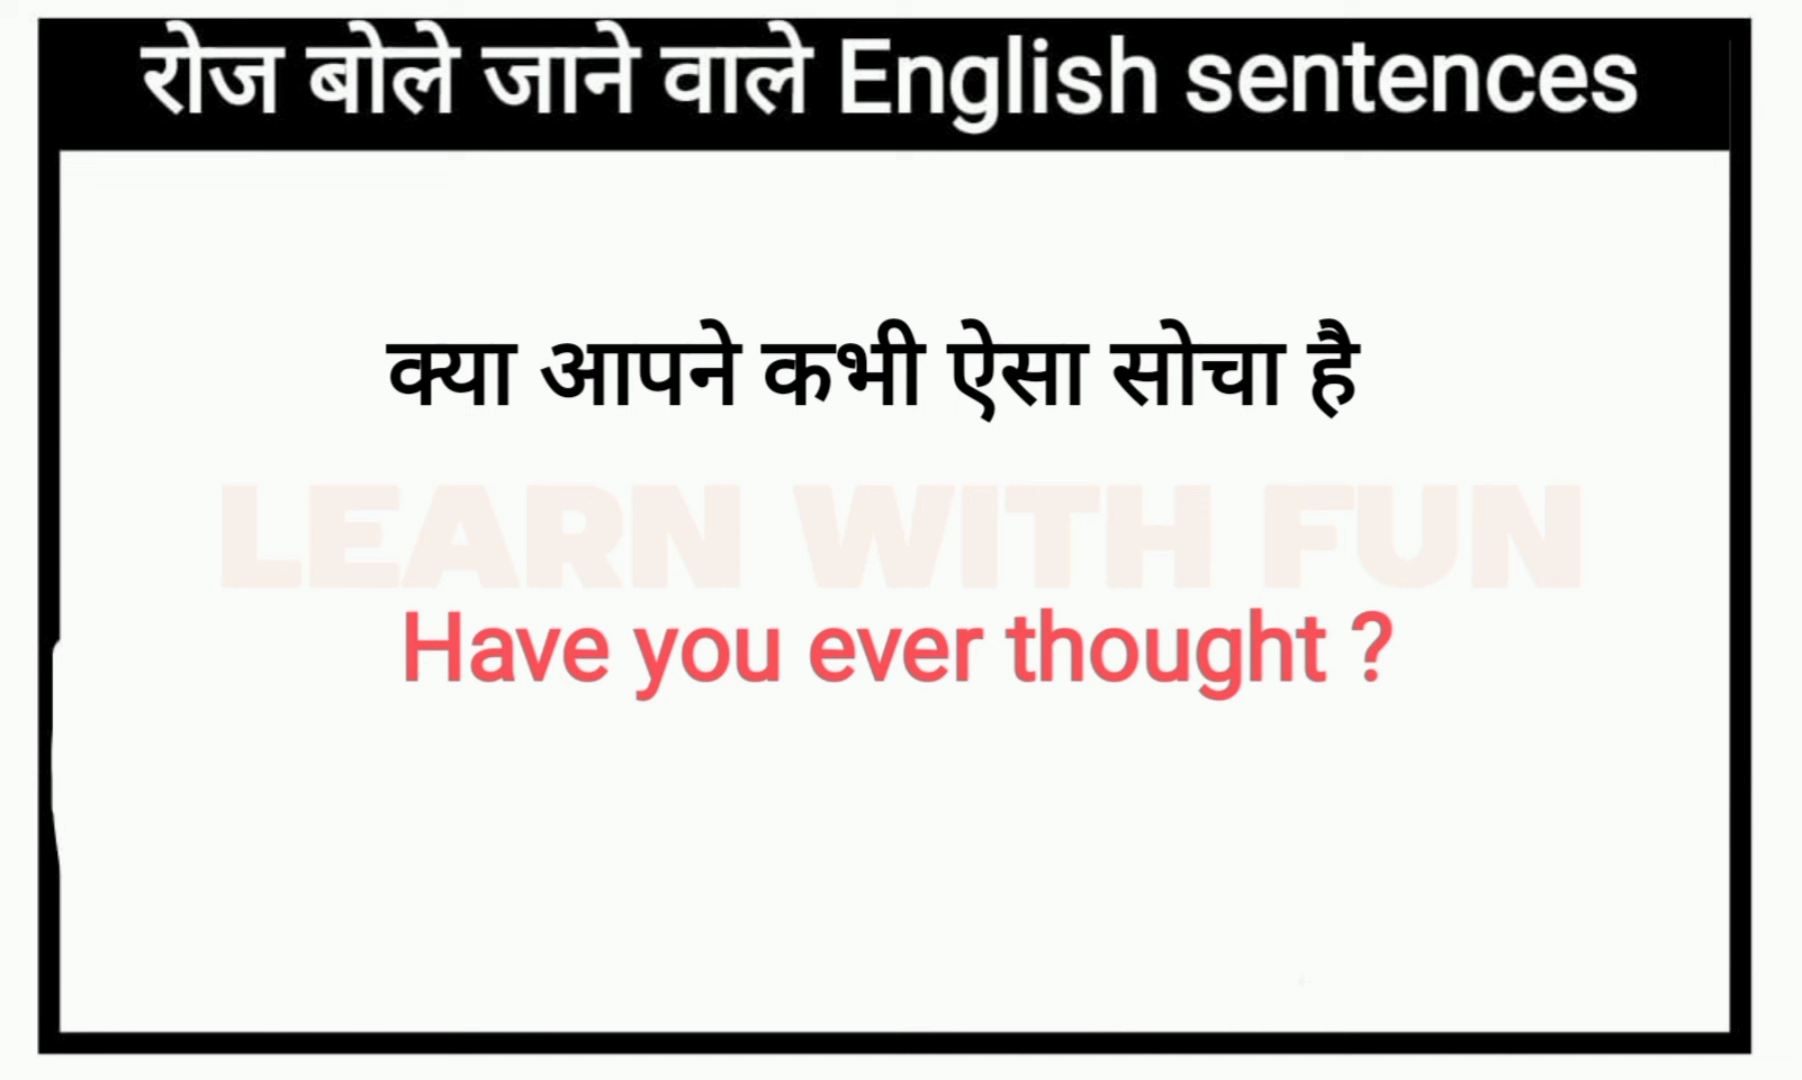 रोज बोले जाने वाले English sentences
क्या आपने कभी ऐसा सोचा है
LEARN WITH FUN
Have you ever thought ?